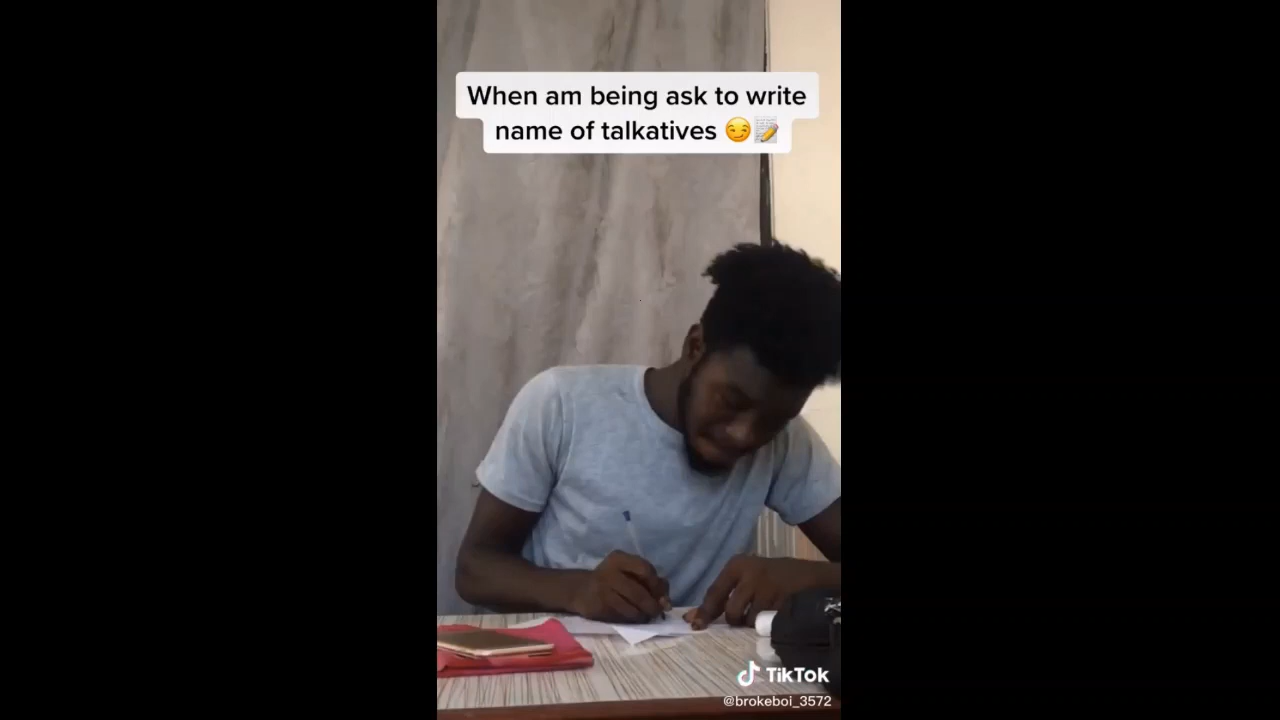 When am being ask to write
name of talkatives 😏📝
TikTok
@brokeboi_3572